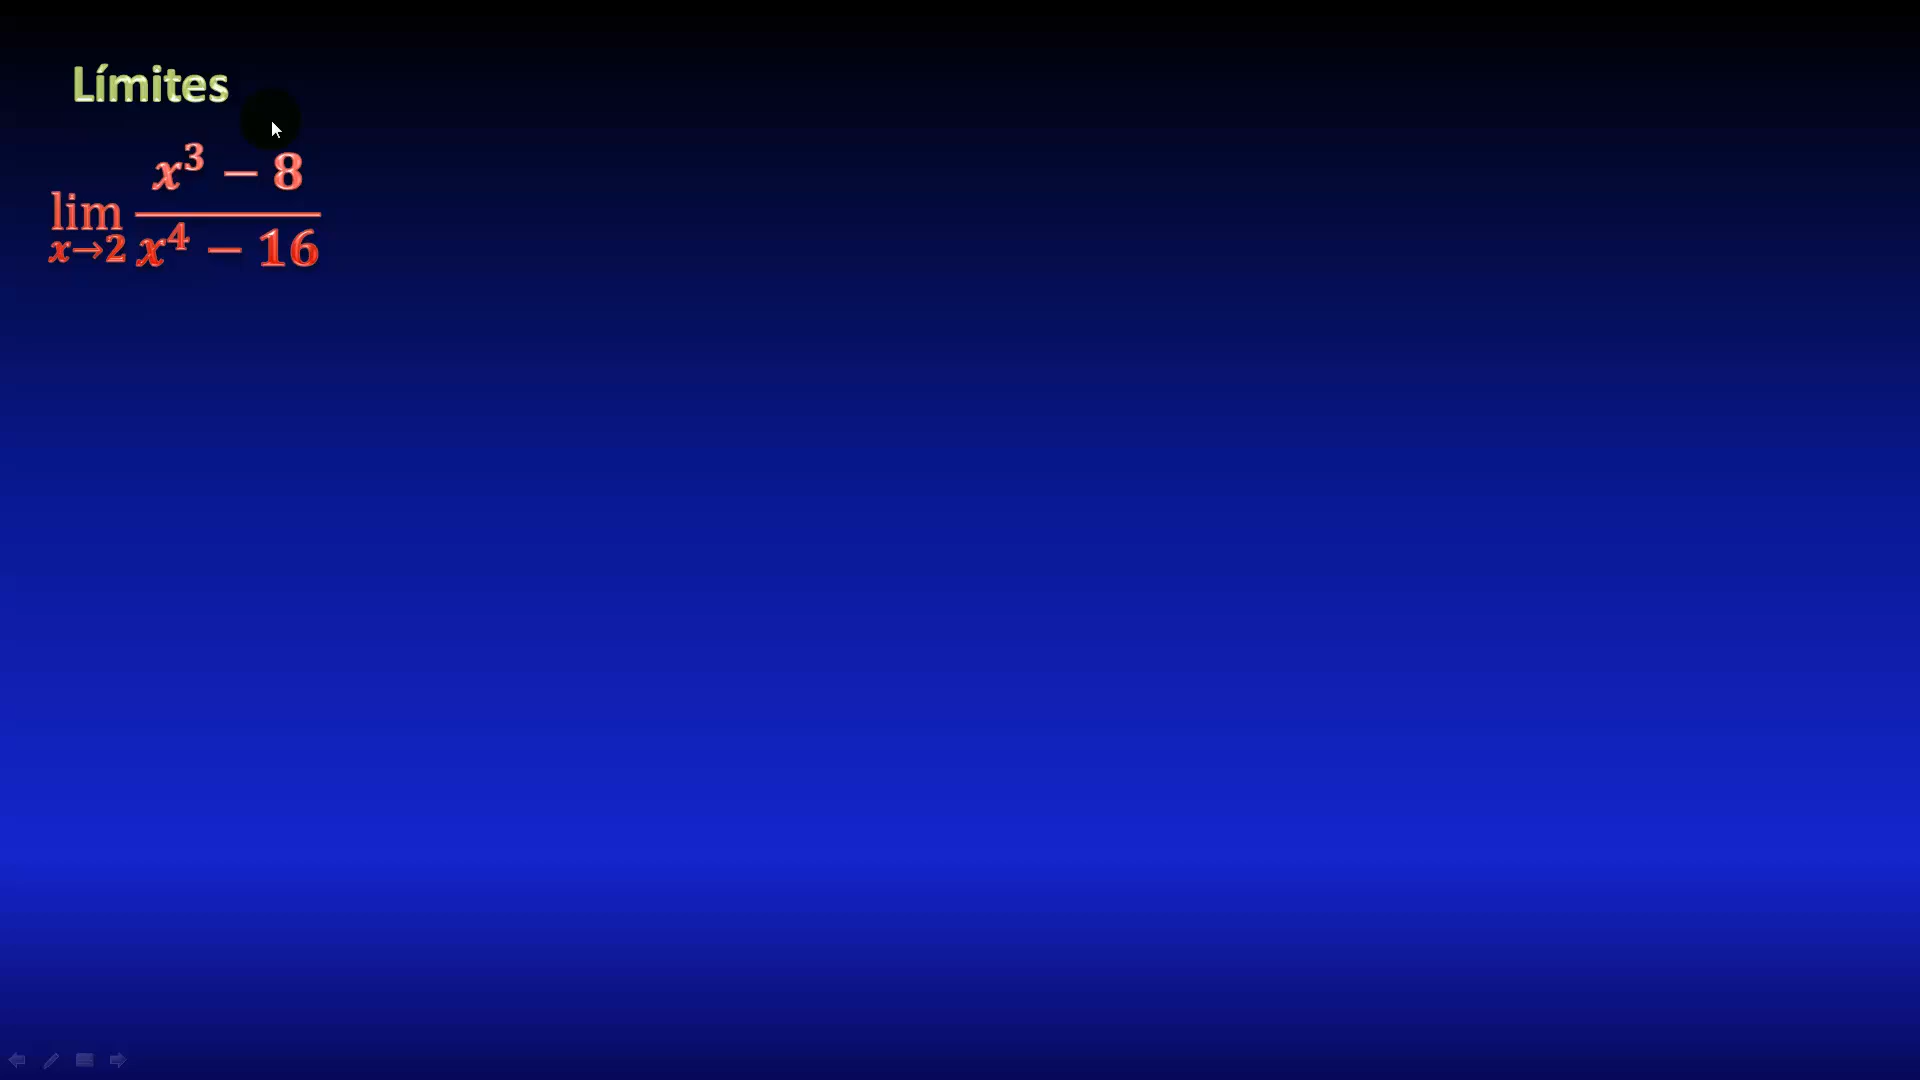 Límites
lim x→2 x³ − 8 / x⁴ − 16